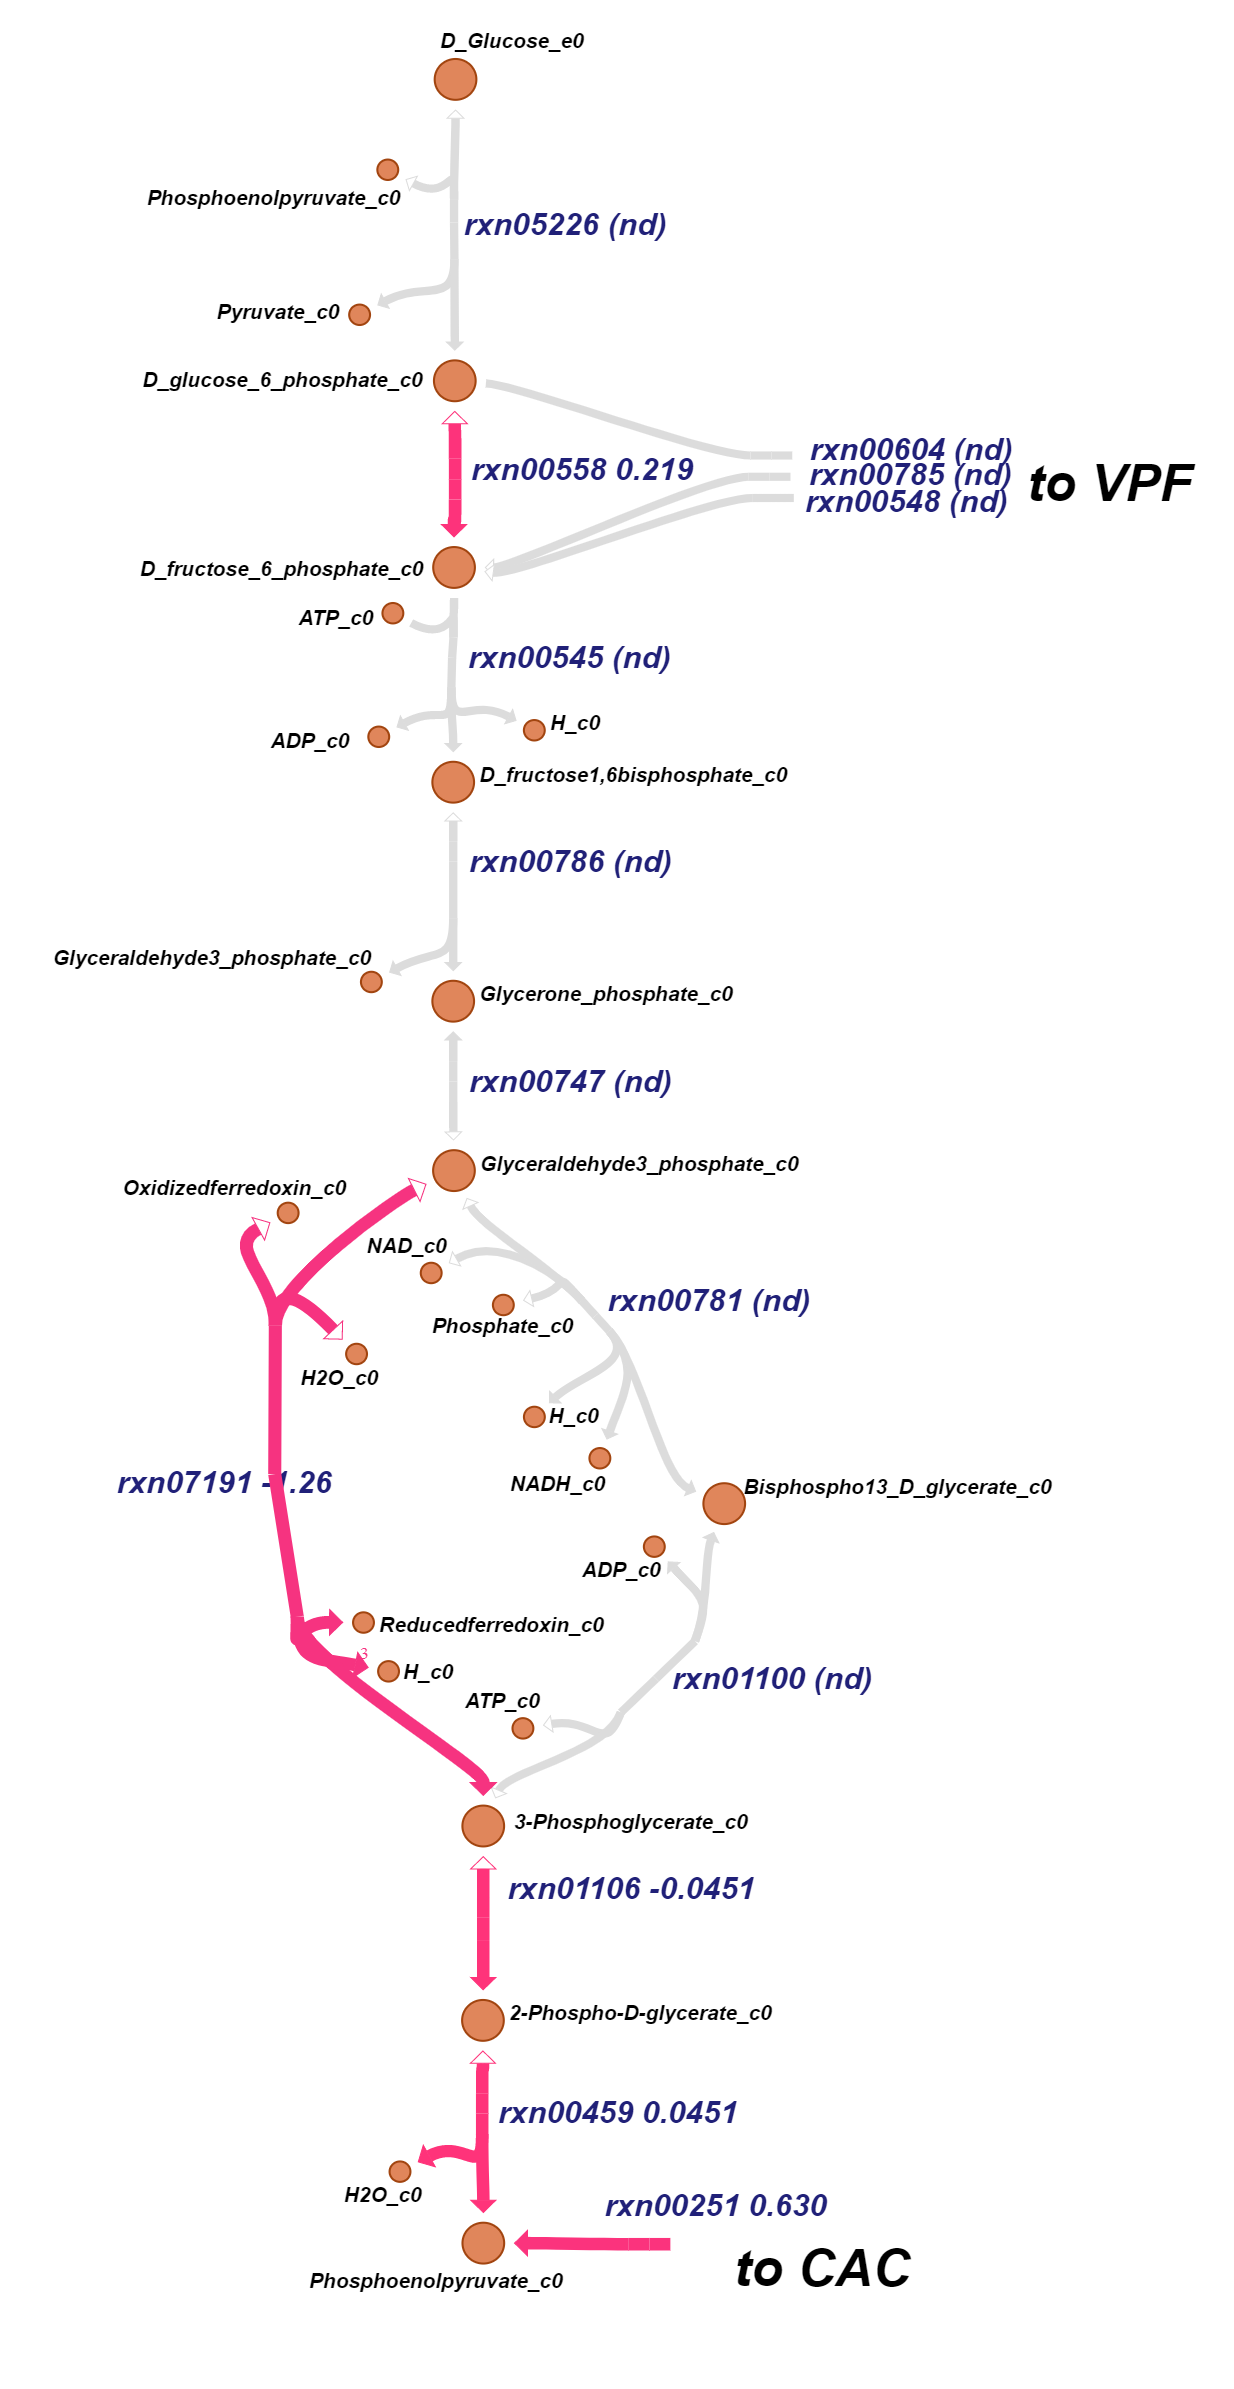 D_Glucose_e0
Phosphoenolpyruvate_c0
rxn05226 (nd)
Pyruvate_c0
D_glucose_6_phosphate_c0
rxn00604 (nd)
rxn00558 0.219
rxn00785 (nd)
to VPF
rxn00548 (nd)
D_fructose_6_phosphate_c0
ATP_c0
rxn00545 (nd)
H_c0
ADP_c0
D_fructose1,6bisphosphate_c0
rxn00786 (nd)
Glyceraldehyde3_phosphate_c0
Glycerone_phosphate_c0
rxn00747 (nd)
Glyceraldehyde3_phosphate_c0
Oxidizedferredoxin_c0
NAD_c0
rxn00781 (nd)
Phosphate_c0
H2O_c0
H_c0
NADH_c0
rxn07191 -1.26
Bisphospho13_D_glycerate_c0
ADP_c0
Reducedferredoxin_c0
3
H_c0
rxn01100 (nd)
ATP_c0
3-Phosphoglycerate_c0
rxn01106 -0.0451
2-Phospho-D-glycerate_c0
rxn00459 0.0451
H2O_c0
rxn00251 0.630
to CAC
Phosphoenolpyruvate_c0